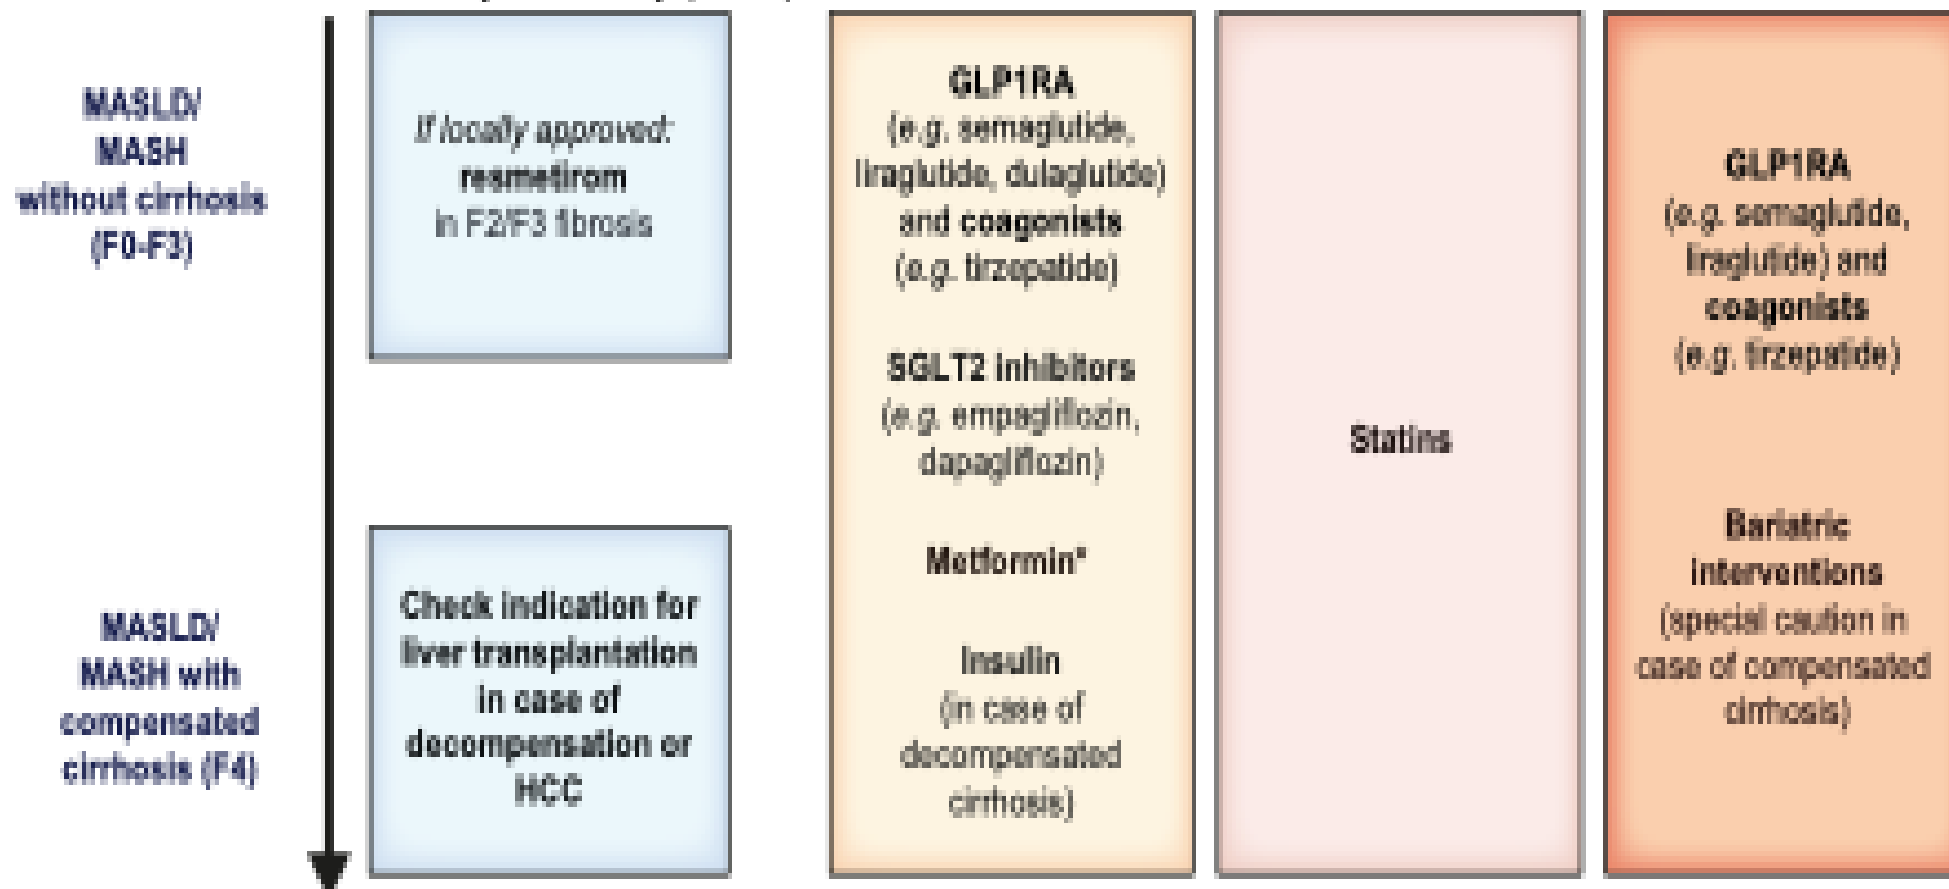 MASLD/
MASH
without cirrhosis
(F0-F3)
MASLD/
MASH with
compensated
cirrhosis (F4)
If locally approved:
resmetirom
in F2/F3 fibrosis
Check indication for
liver transplantation
in case of
decompensation or
HCC
GLP1RA
(e.g. semaglutide,
liraglutide, dulaglutide)
and coagonists
(e.g. tirzepatide)
SGLT2 inhibitors
(e.g. empagliflozin,
dapagliflozin)
Metformin*
Insulin
(in case of
decompensated
cirrhosis)
Statins
GLP1RA
(e.g. semaglutide,
liraglutide) and
coagonists
(e.g. tirzepatide)
Bariatric
interventions
(special caution in
case of compensated
cirrhosis)